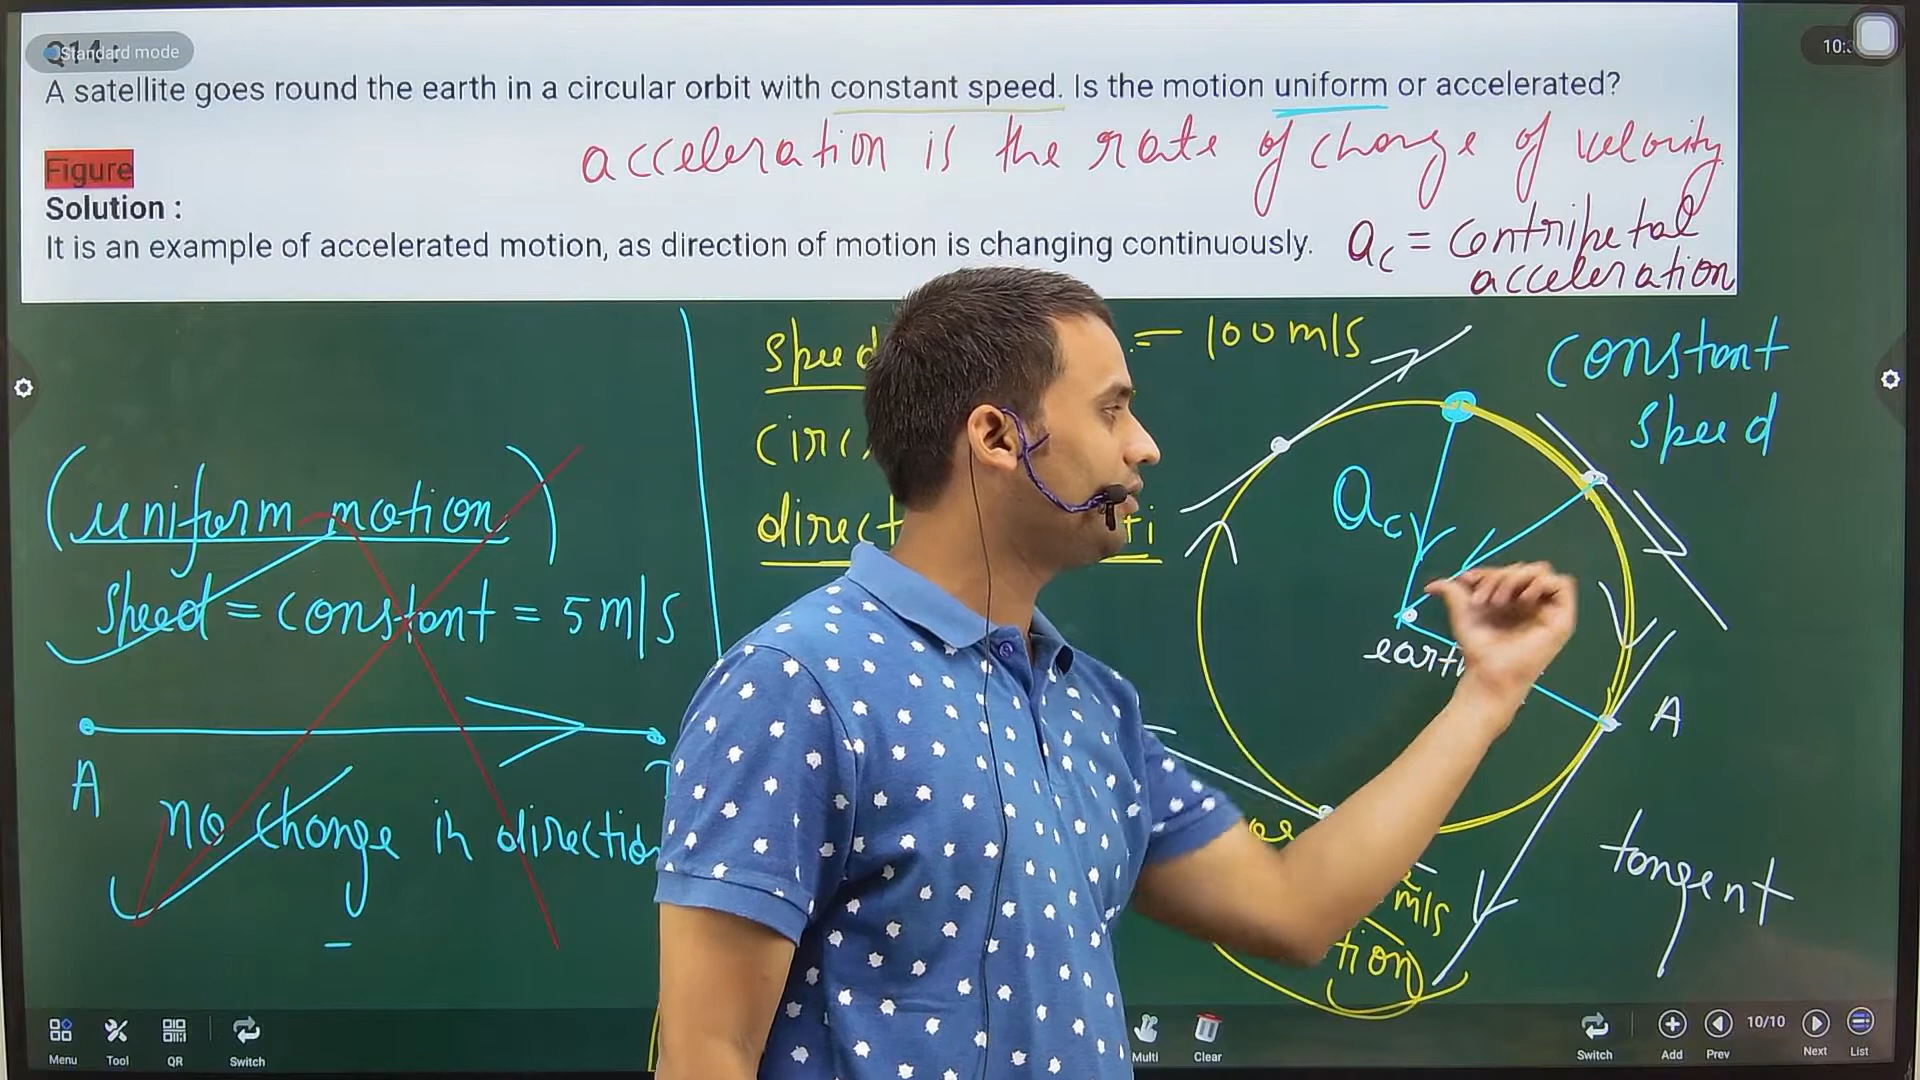 Q14 :
Standard mode
A satellite goes round the earth in a circular orbit with constant speed. Is the motion uniform or accelerated?
acceleration is the rate of change of velocity
Figure
Solution :
It is an example of accelerated motion, as direction of motion is changing continuously.
ac = centripetal
acceleration
= 100 m/s
constant
speed
(uniform motion)
speed = constant = 5 m/s
A
no change in direction
ac
earth
A
tangent
m/s
Menu
Tool
QR
Switch
Multi
Clear
Switch
Add
Prev
10/10
Next
List